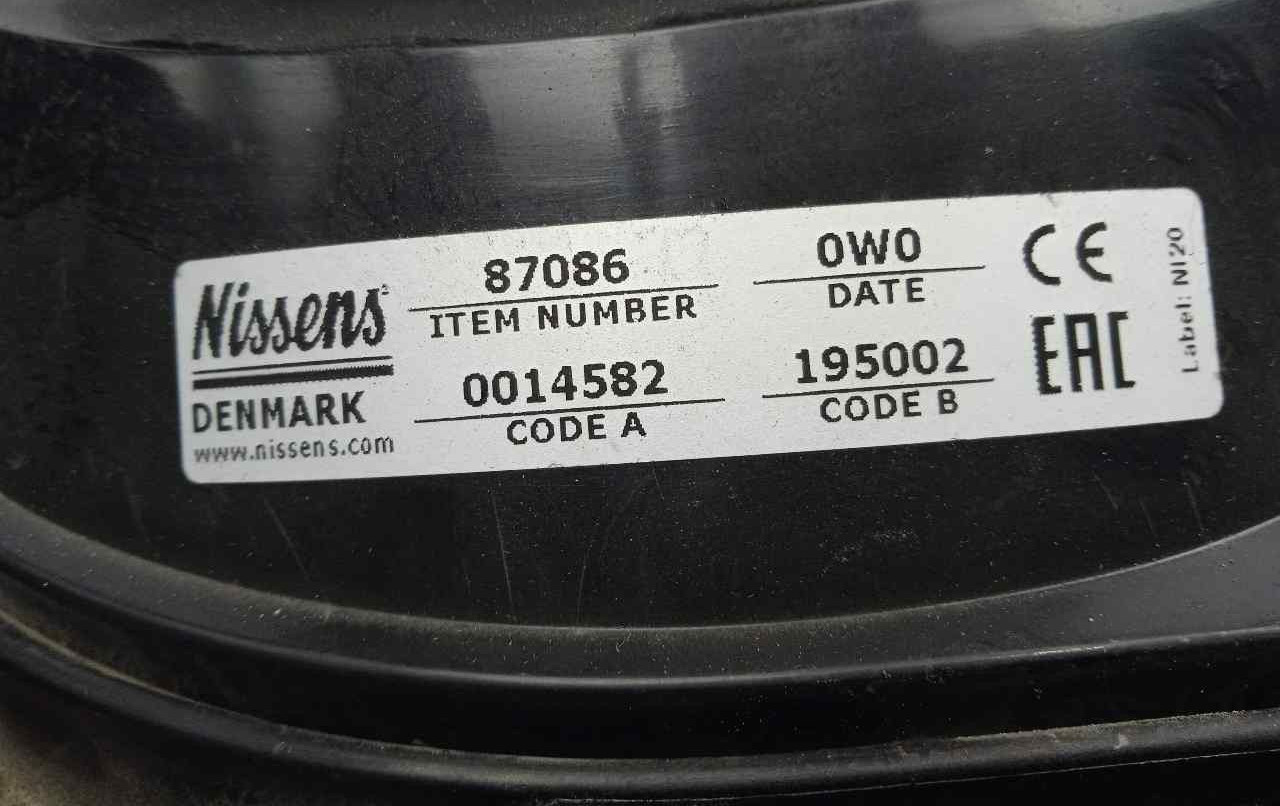 Nissens
DENMARK
www.nissens.com
87086
ITEM NUMBER
0014582
CODE A
0W0
DATE
195002
CODE B
CE
EAC
Label: NI20